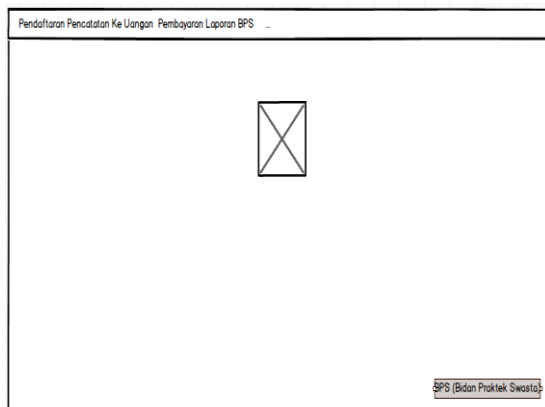 Pendaftaran Pencatatan Ke Uangan Pembayaran Laporan BPS ...
BPS (Bidan Praktek Swasta)